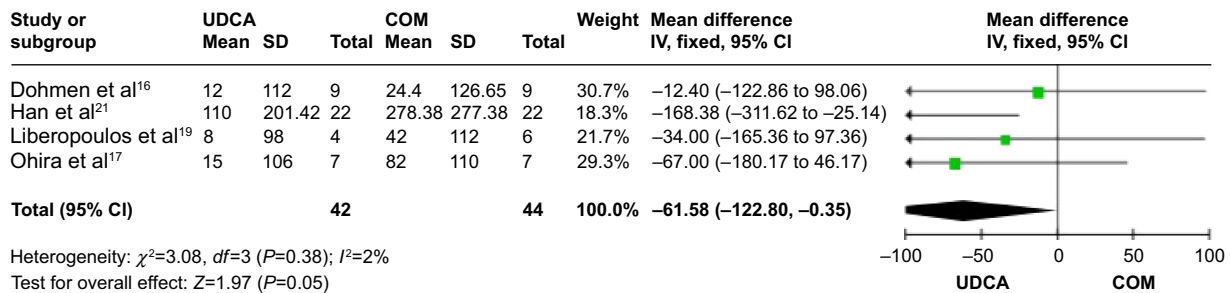 Study or UDCA COM Weight Mean difference Mean difference
subgroup Mean SD Total Mean SD Total IV, fixed, 95% CI IV, fixed, 95% CI
Dohmen et al16 12 112 9 24.4 126.65 9 30.7% –12.40 (–122.86 to 98.06)
Han et al21 110 201.42 22 278.38 277.38 22 18.3% –168.38 (–311.62 to –25.14)
Liberopoulos et al19 8 98 4 42 112 6 21.7% –34.00 (–165.36 to 97.36)
Ohira et al17 15 106 7 82 110 7 29.3% –67.00 (–180.17 to 46.17)
Total (95% CI) 42 44 100.0% –61.58 (–122.80, –0.35)
Heterogeneity: χ2=3.08, df=3 (P=0.38); I2=2%
Test for overall effect: Z=1.97 (P=0.05)
–100 –50 0 50 100
UDCA COM